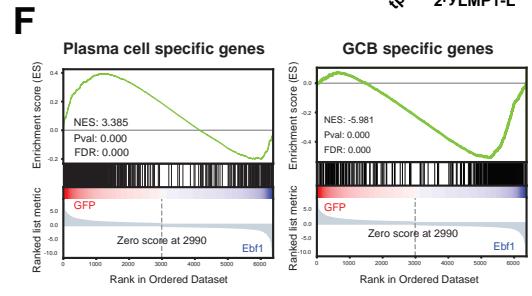 2°yLMP1-L
F
Plasma cell specific genes
GCB specific genes
Enrichment score (ES)
0.4
0.2
0.0
-0.2
NES: 3.385
Pval: 0.000
FDR: 0.000
GFP
Ranked list metric
5.0
0.0
-5.0
-10.0
Zero score at 2990
Ebf1
0 1000 2000 3000 4000 5000 6000
Rank in Ordered Dataset
Enrichment score (ES)
0.0
-0.2
-0.4
NES: -5.981
Pval: 0.000
FDR: 0.000
GFP
Ranked list metric
5.0
0.0
-5.0
-10.0
Zero score at 2990
Ebf1
0 1000 2000 3000 4000 5000 6000
Rank in Ordered Dataset